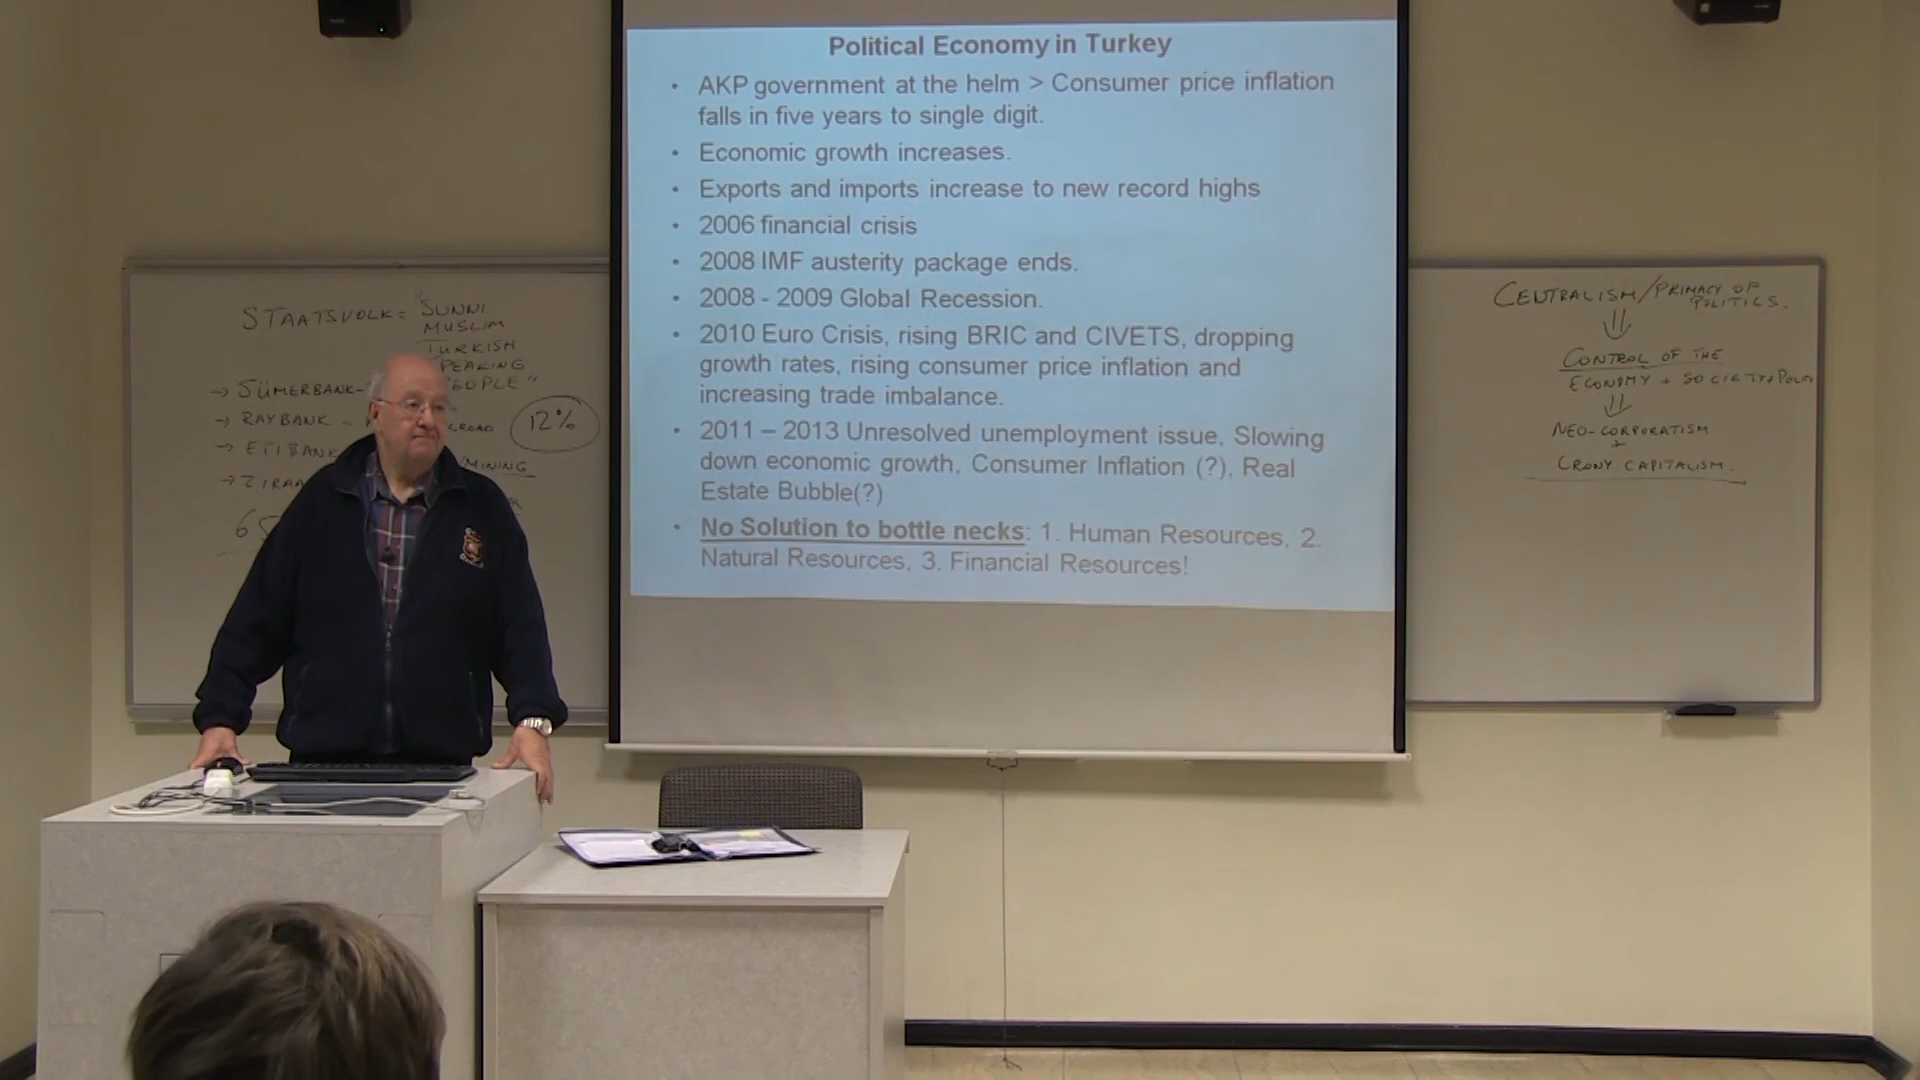 Political Economy in Turkey
• AKP government at the helm > Consumer price inflation
falls in five years to single digit.
• Economic growth increases.
• Exports and imports increase to new record highs
• 2006 financial crisis
• 2008 IMF austerity package ends.
• 2008 - 2009 Global Recession.
• 2010 Euro Crisis, rising BRIC and CIVETS, dropping
growth rates, rising consumer price inflation and
increasing trade imbalance.
• 2011 – 2013 Unresolved unemployment issue, Slowing
down economic growth, Consumer Inflation (?), Real
Estate Bubble(?)
• No Solution to bottle necks: 1. Human Resources, 2.
Natural Resources, 3. Financial Resources!
STAATSVOLK = "SUNNI
MUSLIM
TURKISH
PEAKING
EOPLE"
→ SÜMERBANK-
→ RAYBANK - 
→ ETIBANK
MINING
→ ZIRAA
12%
CENTRALISM/PRIMACY OF
POLITICS.
⇓
CONTROL OF THE
ECONOMY + SOCIETY+
⇓
NEO-CORPORATISM
+
CRONY CAPITALISM.